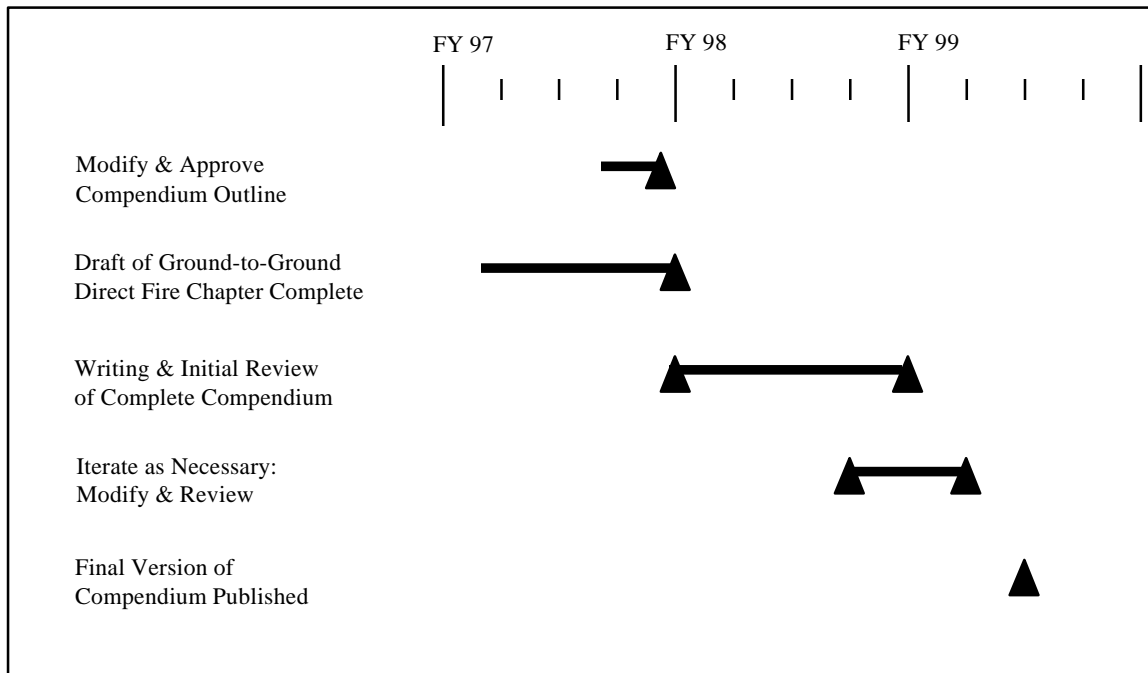 FY 97 FY 98 FY 99
Modify & Approve
Compendium Outline
Draft of Ground-to-Ground
Direct Fire Chapter Complete
Writing & Initial Review
of Complete Compendium
Iterate as Necessary:
Modify & Review
Final Version of
Compendium Published